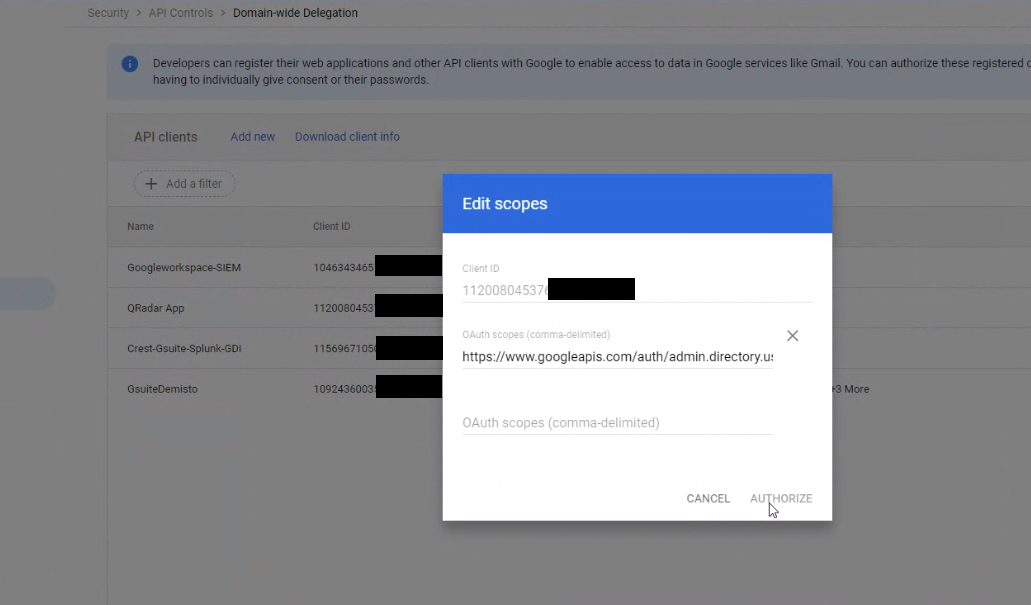 Security > API Controls > Domain-wide Delegation
Developers can register their web applications and other API clients with Google to enable access to data in Google services like Gmail. You can authorize these registered
having to individually give consent or their passwords.
API clients Add new Download client info
+ Add a filter
Name Client ID
Googleworkspace-SIEM 1046343465
QRadar App 11200804537
Crest-Gsuite-Splunk-GDI 1156967105
GsuiteDemisto 109243600 +3 More
Edit scopes
Client ID
112008045376
OAuth scopes (comma-delimited)
https://www.googleapis.com/auth/admin.directory.us
OAuth scopes (comma-delimited)
CANCEL AUTHORIZE